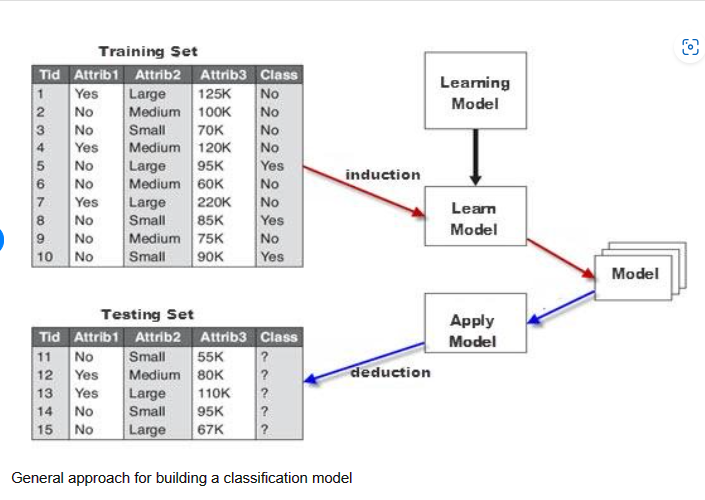 Training Set
Tid Attrib1 Attrib2 Attrib3 Class
1 Yes Large 125K No
2 No Medium 100K No
3 No Small 70K No
4 Yes Medium 120K No
5 No Large 95K Yes
6 No Medium 60K No
7 Yes Large 220K No
8 No Small 85K Yes
9 No Medium 75K No
10 No Small 90K Yes
Learning
Model
induction
Learn
Model
Model
Apply
Model
deduction
Testing Set
Tid Attrib1 Attrib2 Attrib3 Class
11 No Small 55K ?
12 Yes Medium 80K ?
13 Yes Large 110K ?
14 No Small 95K ?
15 No Large 67K ?
General approach for building a classification model